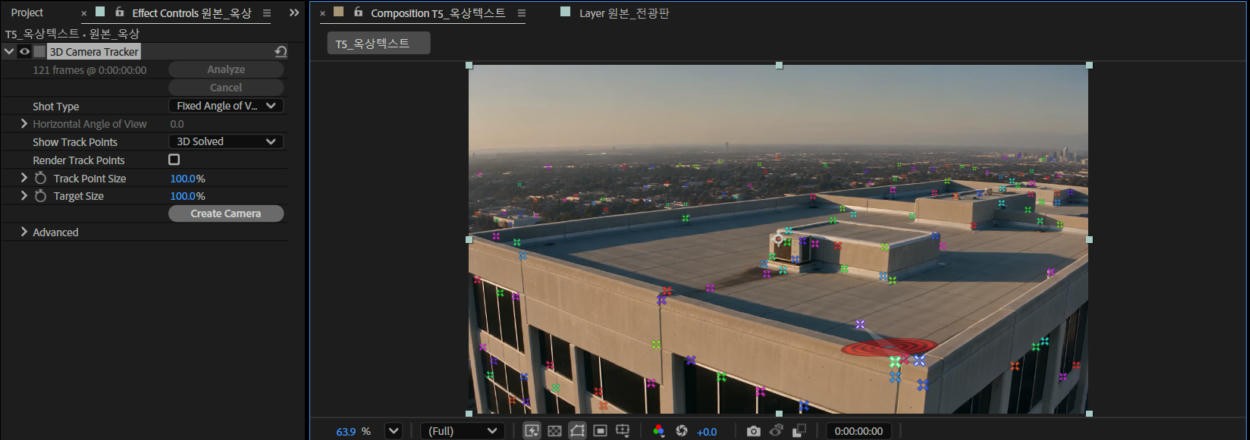 Project
× Effect Controls 원본_옥상
T5_옥상텍스트 • 원본_옥상
3D Camera Tracker
121 frames @ 0:00:00:00 Analyze
Cancel
Shot Type Fixed Angle of V...
Horizontal Angle of View 0.0
Show Track Points 3D Solved
Render Track Points
Track Point Size 100.0%
Target Size 100.0%
Create Camera
Advanced
× Composition T5_옥상텍스트
Layer 원본_전광판
T5_옥상텍스트
63.9 % (Full) +0.0 0:00:00:00